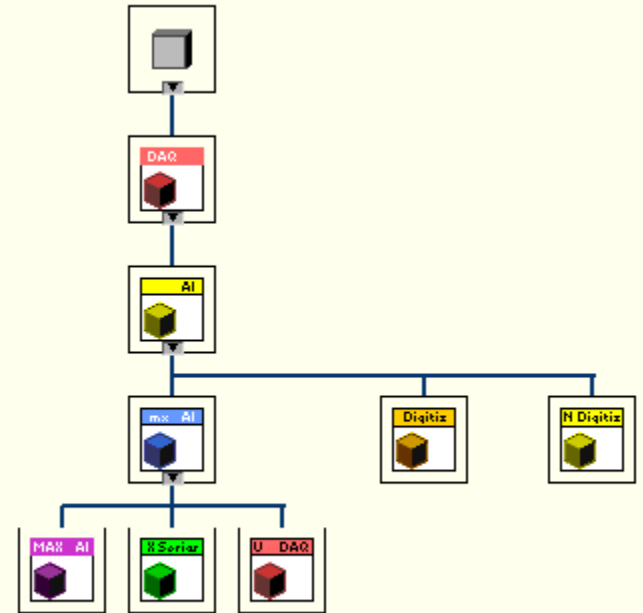 DAQ
AI
mx AI
Digitiz
N Digitiz
MAX AI
X Series
U DAQ